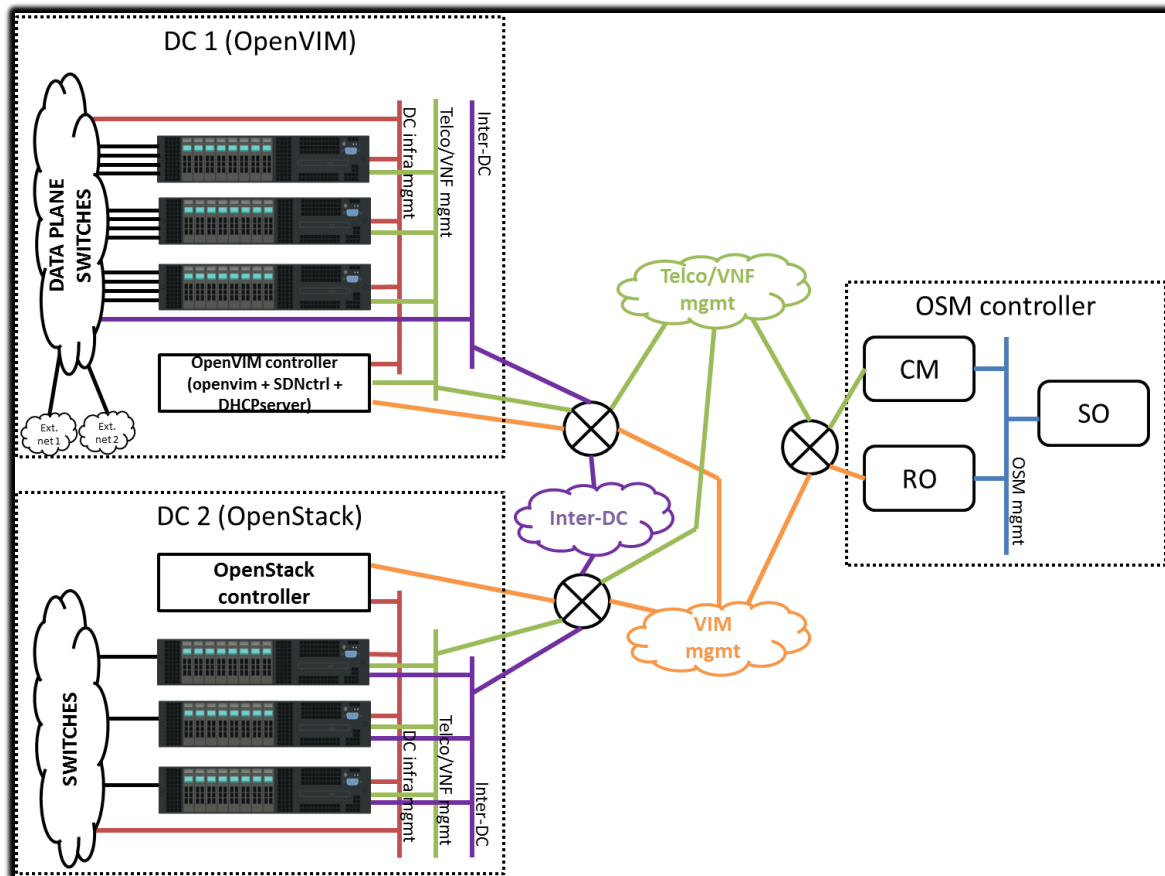 DC 1 (OpenVIM)
DATA PLANE
SWITCHES
DC infra mgmt
Telco/VNF mgmt
Inter-DC
OpenVIM controller
(openvim + SDNctrl +
DHCPserver)
Ext.
net 1
Ext.
net 2
DC 2 (OpenStack)
OpenStack
controller
SWITCHES
DC infra mgmt
Telco/VNF mgmt
Inter-DC
Telco/VNF
mgmt
Inter-DC
VIM
mgmt
OSM controller
CM
RO
SO
OSM mgmt